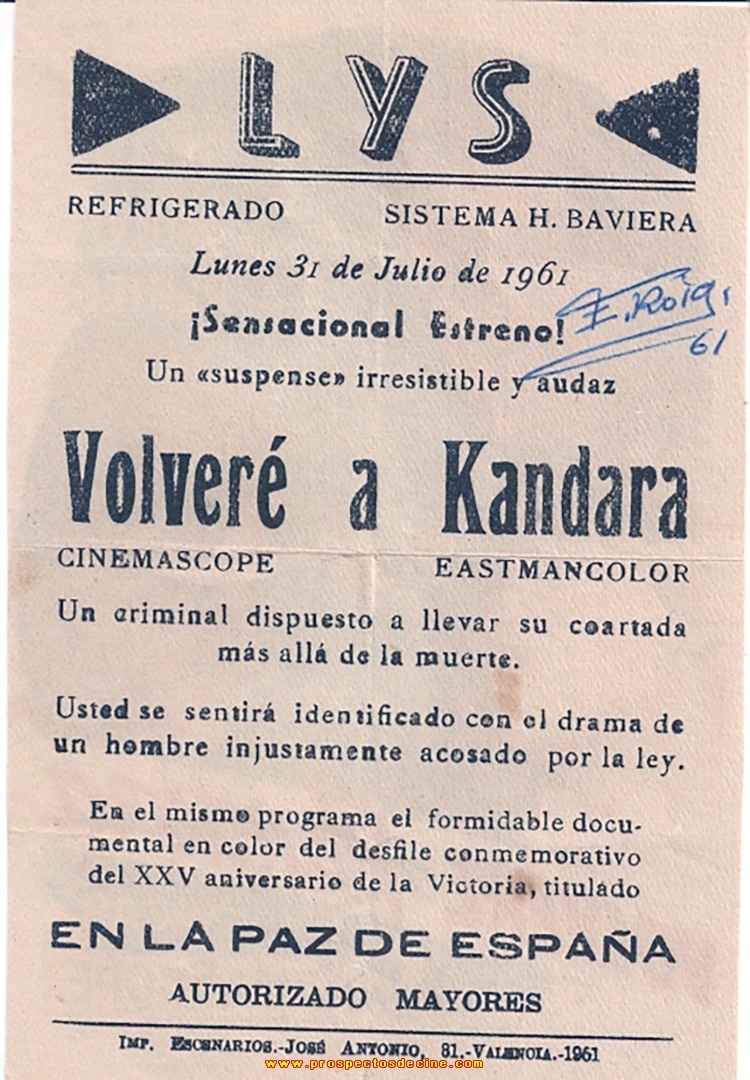 LYS
REFRIGERADO SISTEMA H. BAVIERA
Lunes 31 de Julio de 1961
¡Sensacional Estreno!
E. Roig
61
Un «suspense» irresistible y audaz
Volveré a Kandara
CINEMASCOPE EASTMANCOLOR
Un criminal dispuesto a llevar su coartada
más allá de la muerte.
Usted se sentirá identificado con el drama de
un hombre injustamente acosado por la ley.
En el mismo programa el formidable docu-
mental en color del desfile conmemorativo
del XXV aniversario de la Victoria, titulado
EN LA PAZ DE ESPAÑA
AUTORIZADO MAYORES
IMP. ESCENARIOS.-JOSÉ ANTONIO, 81.-VALENCIA.-1961
www.prospectosdecine.com